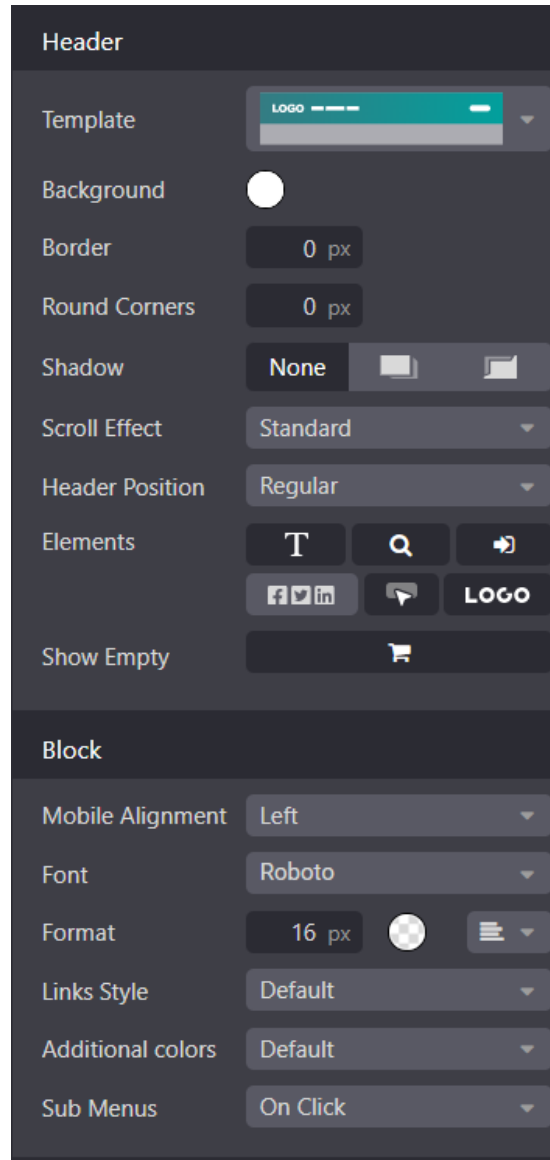 Header
Template LOGO
Background
Border 0 px
Round Corners 0 px
Shadow None
Scroll Effect Standard
Header Position Regular
Elements T
in LOGO
Show Empty
Block
Mobile Alignment Left
Font Roboto
Format 16 px
Links Style Default
Additional colors Default
Sub Menus On Click